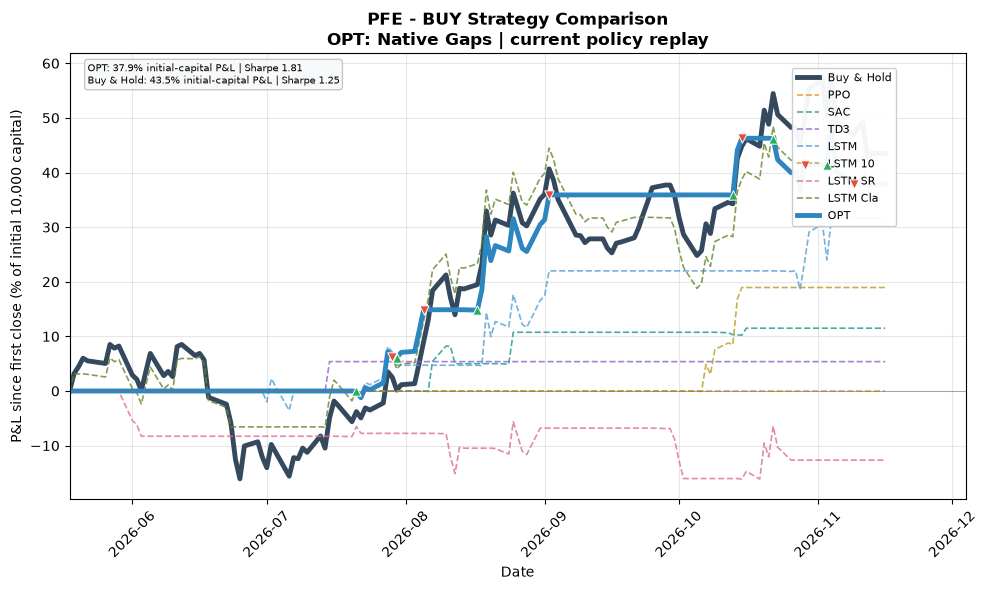 PFE - BUY Strategy Comparison
OPT: Native Gaps | current policy replay
OPT: 37.9% initial-capital P&L | Sharpe 1.81
Buy & Hold: 43.5% initial-capital P&L | Sharpe 1.25
Buy & Hold
PPO
SAC
TD3
LSTM
LSTM 10
LSTM SR
LSTM Cla
OPT
P&L since first close (% of initial 10,000 capital)
60
50
40
30
20
10
0
−10
2026-06
2026-07
2026-08
2026-09
2026-10
2026-11
2026-12
Date